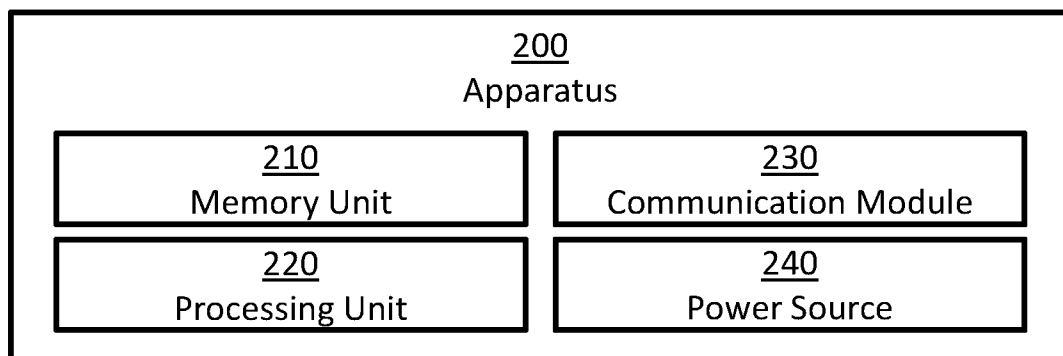 200
Apparatus
210
Memory Unit
230
Communication Module
220
Processing Unit
240
Power Source